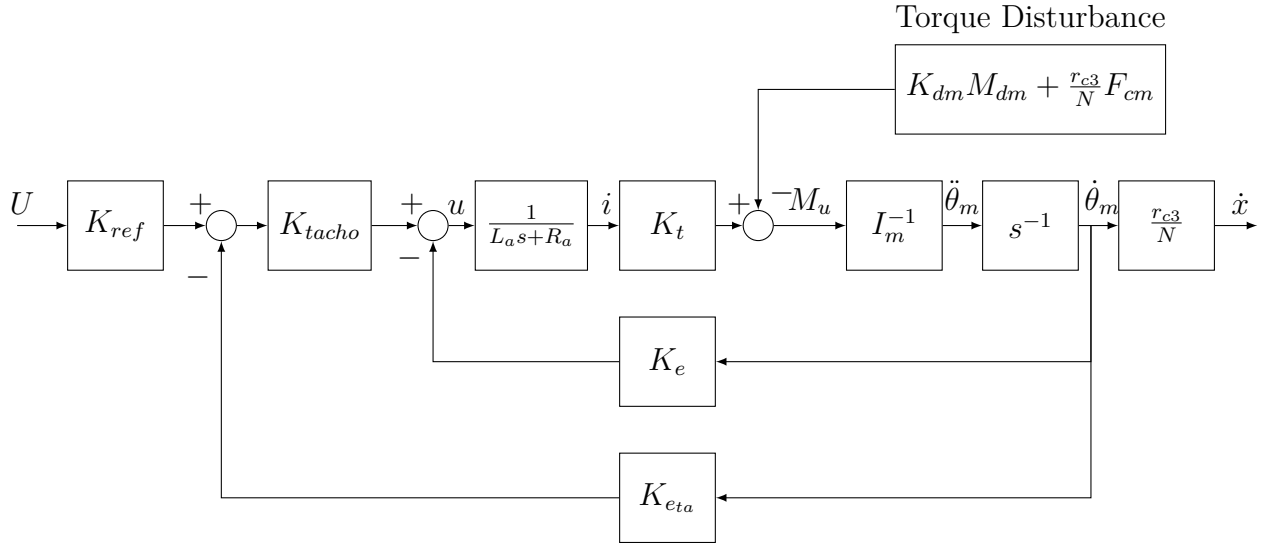 Torque Disturbance
$K_{dm}M_{dm} + \frac{r_{c3}}{N}F_{cm}$
$U$ $K_{ref}$ + − $K_{tacho}$ + − $u$ $\frac{1}{L_a s + R_a}$ $i$ $K_t$ + − $M_u$ $I_m^{-1}$ $\ddot{\theta}_m$ $s^{-1}$ $\dot{\theta}_m$ $\frac{r_{c3}}{N}$ $\dot{x}$
$K_e$
$K_{e_{ta}}$